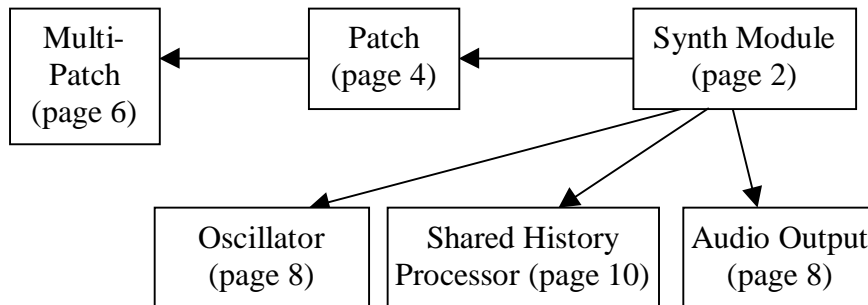 Multi-
Patch
(page 6)
Patch
(page 4)
Synth Module
(page 2)
Oscillator
(page 8)
Shared History
Processor (page 10)
Audio Output
(page 8)